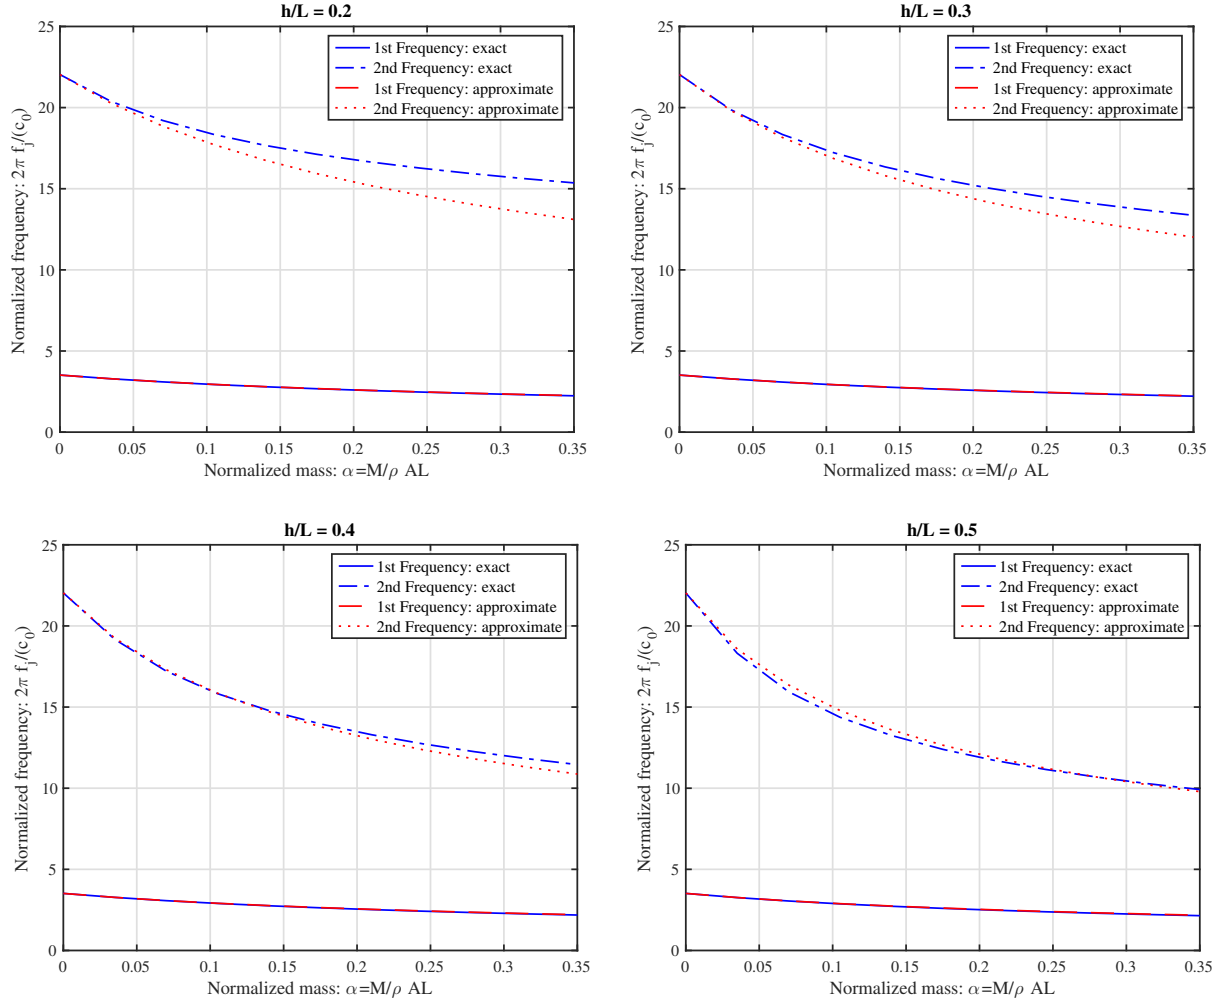 h/L = 0.2
25
20
15
10
5
0
Normalized frequency: 2π f_j/(c_0)
1st Frequency: exact
2nd Frequency: exact
1st Frequency: approximate
2nd Frequency: approximate
0 0.05 0.1 0.15 0.2 0.25 0.3 0.35
Normalized mass: α=M/ρ AL
h/L = 0.3
25
20
15
10
5
0
Normalized frequency: 2π f_j/(c_0)
1st Frequency: exact
2nd Frequency: exact
1st Frequency: approximate
2nd Frequency: approximate
0 0.05 0.1 0.15 0.2 0.25 0.3 0.35
Normalized mass: α=M/ρ AL
h/L = 0.4
25
20
15
10
5
0
Normalized frequency: 2π f_j/(c_0)
1st Frequency: exact
2nd Frequency: exact
1st Frequency: approximate
2nd Frequency: approximate
0 0.05 0.1 0.15 0.2 0.25 0.3 0.35
Normalized mass: α=M/ρ AL
h/L = 0.5
25
20
15
10
5
0
Normalized frequency: 2π f_j/(c_0)
1st Frequency: exact
2nd Frequency: exact
1st Frequency: approximate
2nd Frequency: approximate
0 0.05 0.1 0.15 0.2 0.25 0.3 0.35
Normalized mass: α=M/ρ AL